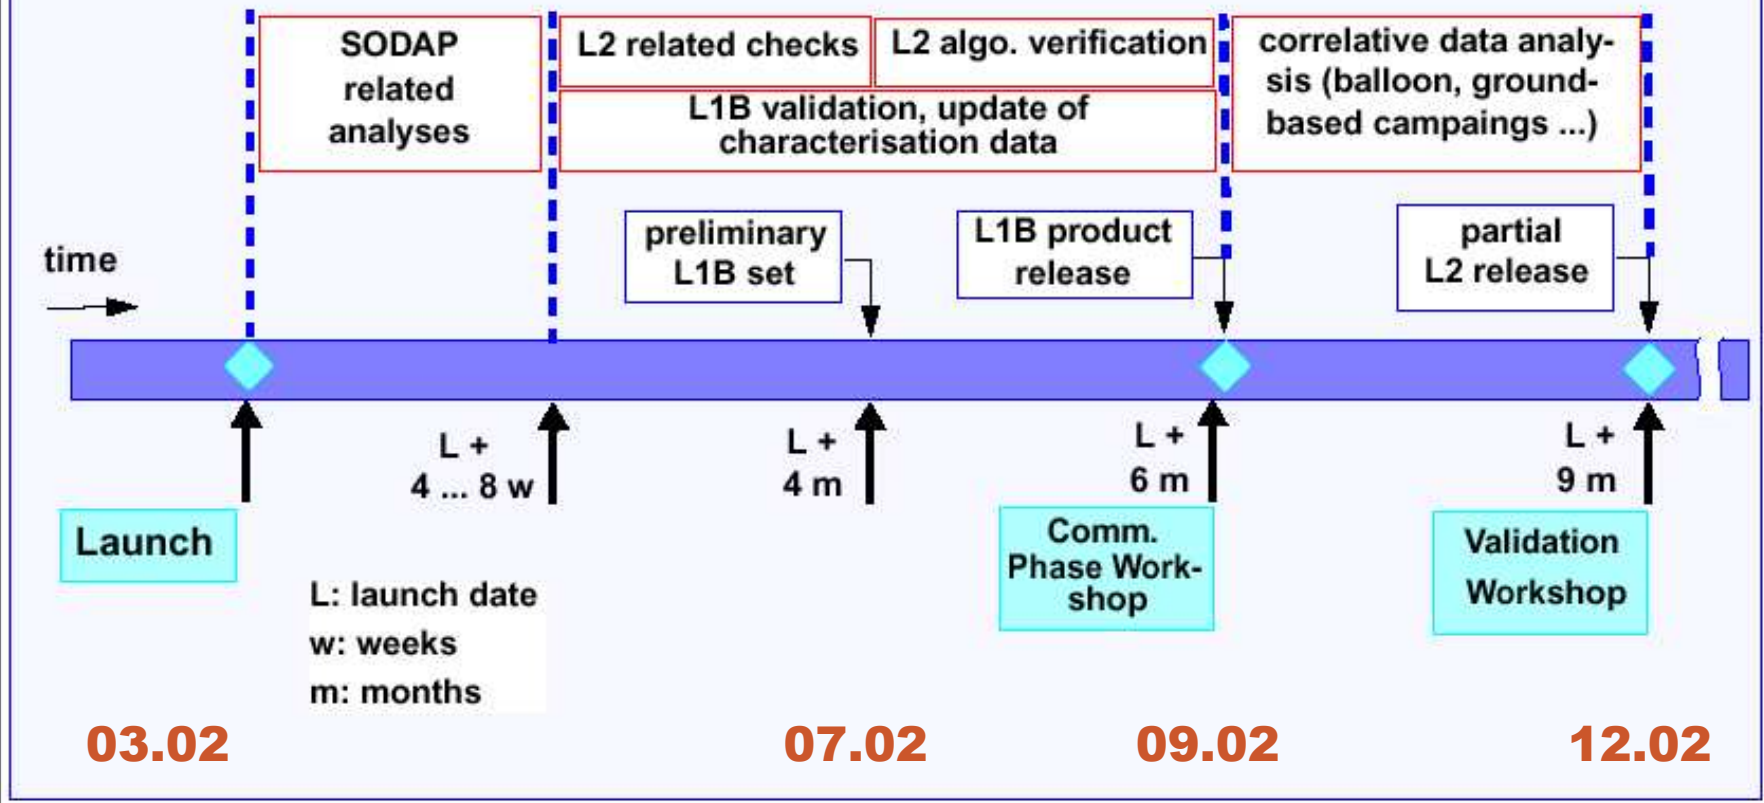 SODAP
related
analyses
L2 related checks
L2 algo. verification
L1B validation, update of
characterisation data
correlative data analy-
sis (balloon, ground-
based campaings ...)
time
preliminary
L1B set
L1B product
release
partial
L2 release
L +
4 ... 8 w
L +
4 m
L +
6 m
L +
9 m
Launch
Comm.
Phase Work-
shop
Validation
Workshop
L: launch date
w: weeks
m: months
03.02
07.02
09.02
12.02